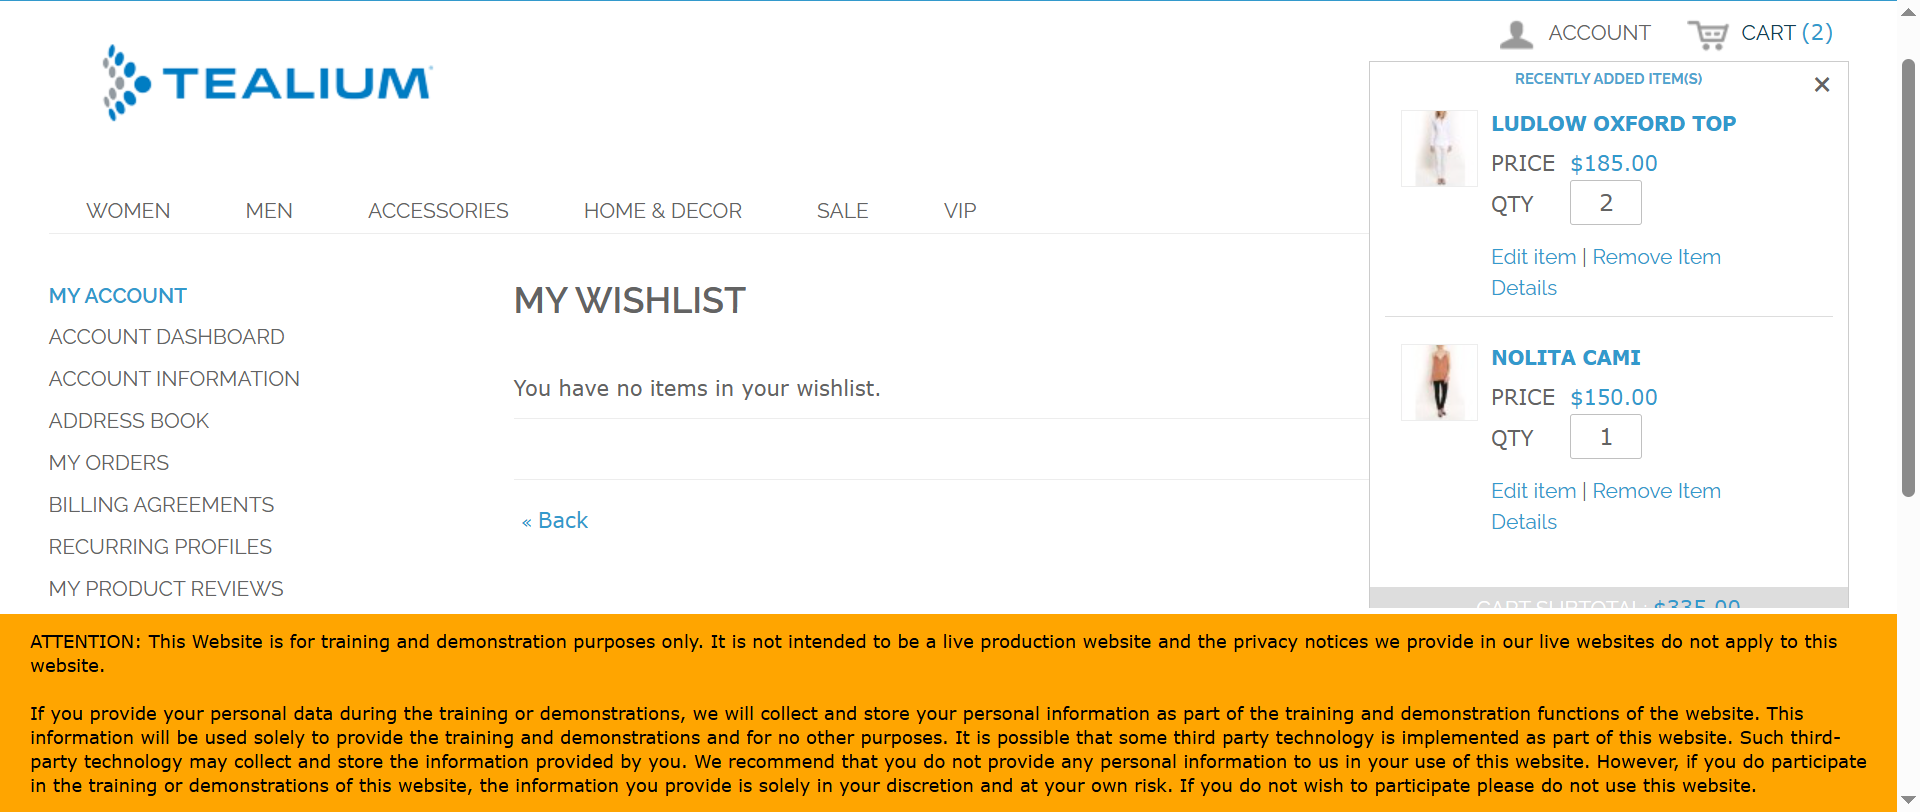 ACCOUNT
CART (2)
TEALIUM
RECENTLY ADDED ITEM(S)
×
LUDLOW OXFORD TOP
PRICE $185.00
QTY 2
Edit item | Remove Item
Details
NOLITA CAMI
PRICE $150.00
QTY 1
Edit item | Remove Item
Details
CART SUBTOTAL: $335.00
WOMEN
MEN
ACCESSORIES
HOME & DECOR
SALE
VIP
MY ACCOUNT
ACCOUNT DASHBOARD
ACCOUNT INFORMATION
ADDRESS BOOK
MY ORDERS
BILLING AGREEMENTS
RECURRING PROFILES
MY PRODUCT REVIEWS
MY WISHLIST
You have no items in your wishlist.
« Back
ATTENTION: This Website is for training and demonstration purposes only. It is not intended to be a live production website and the privacy notices we provide in our live websites do not apply to this
website.
If you provide your personal data during the training or demonstrations, we will collect and store your personal information as part of the training and demonstration functions of the website. This
information will be used solely to provide the training and demonstrations and for no other purposes. It is possible that some third party technology is implemented as part of this website. Such third-
party technology may collect and store the information provided by you. We recommend that you do not provide any personal information to us in your use of this website. However, if you do participate
in the training or demonstrations of this website, the information you provide is solely in your discretion and at your own risk. If you do not wish to participate please do not use this website.